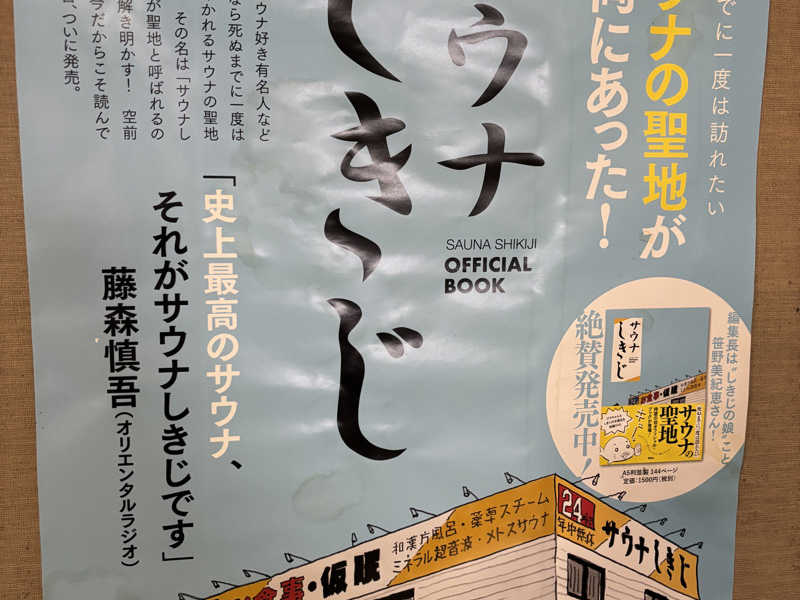 でに一度は訪れたい
ウナの聖地が
にあった！
ウナ
しきじ
SAUNA SHIKIJI
OFFICIAL
BOOK
ウナ好き有名人など
なら死ぬまでに一度は
かれるサウナの聖地
その名は「サウナし
が聖地と呼ばれるの
解き明かす！ 空前
今だからこそ読んで
ついに発売。
「史上最高のサウナ、
それがサウナしきじです」
藤森慎吾（オリエンタルラジオ）
編集長は“しきじの娘”こと
笹野美紀恵さん！
絶賛発売中！
サウナ
しきじ
食事・仮眠
サウナの
聖地
A5判並製 144ページ
定価：1500円（税別）
食事・仮眠
和漢方風呂・薬草スチーム
ミネラル超音波・メトスサウナ
24
年中無休
サウナしきじ